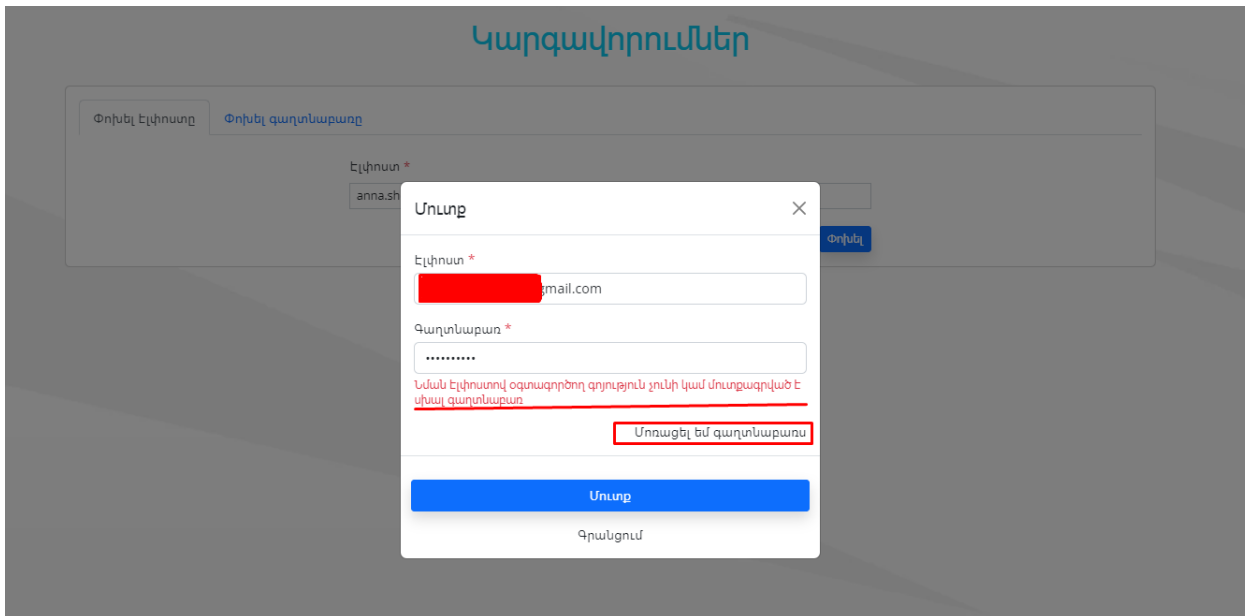 Կարգավորումներ
Փոխել Էլփոստը Փոխել գաղտնաբառը
Էլփոստ *
anna.sh
Փոխել
Մուտք
Էլփոստ *
gmail.com
Գաղտնաբառ *
••••••••••
Նման Էլփոստով օգտագործող գոյություն չունի կամ մուտքագրված է
սխալ գաղտնաբառ
Մոռացել եմ գաղտնաբառս
Մուտք
Գրանցում